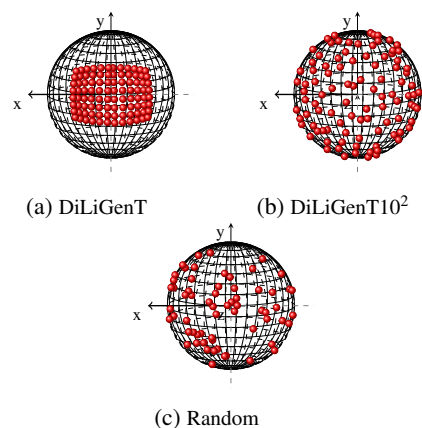 y
x
(a) DiLiGenT
y
x
(b) DiLiGenT10²
y
x
z
(c) Random